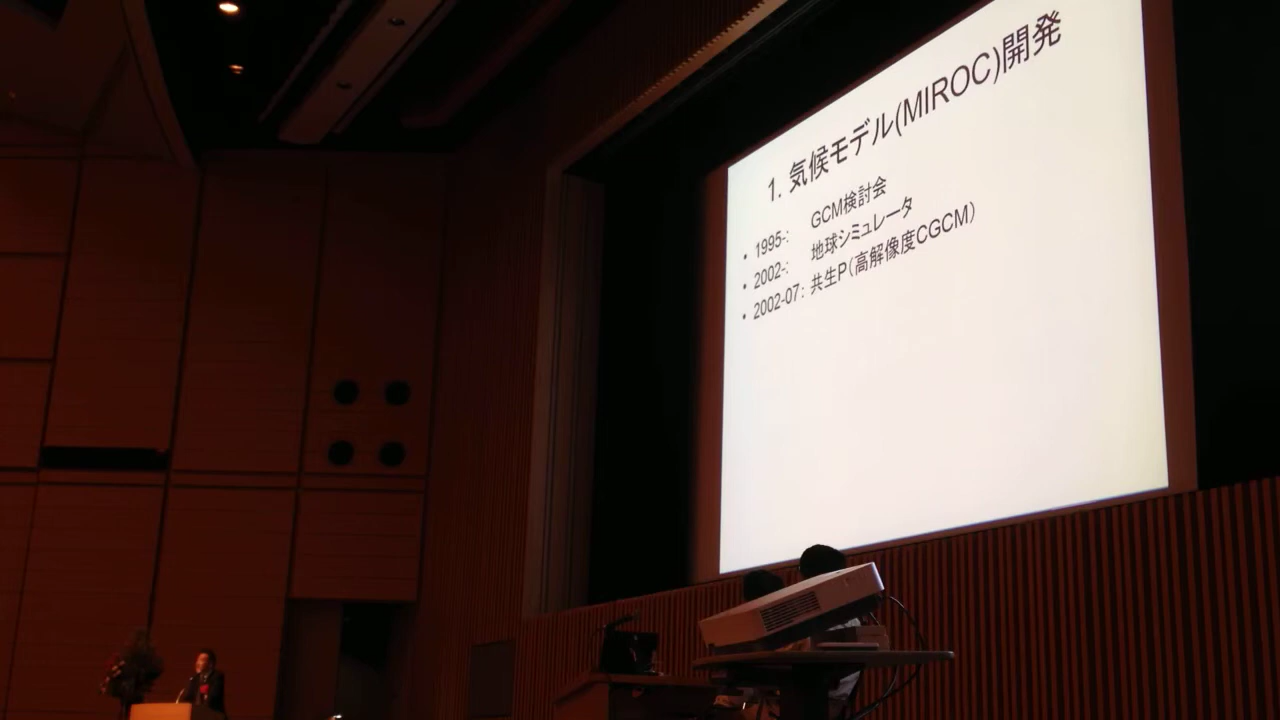 1. 気候モデル(MIROC)開発
• 1995-: GCM検討会
• 2002-: 地球シミュレータ
• 2002-07: 共生P(高解像度CGCM)